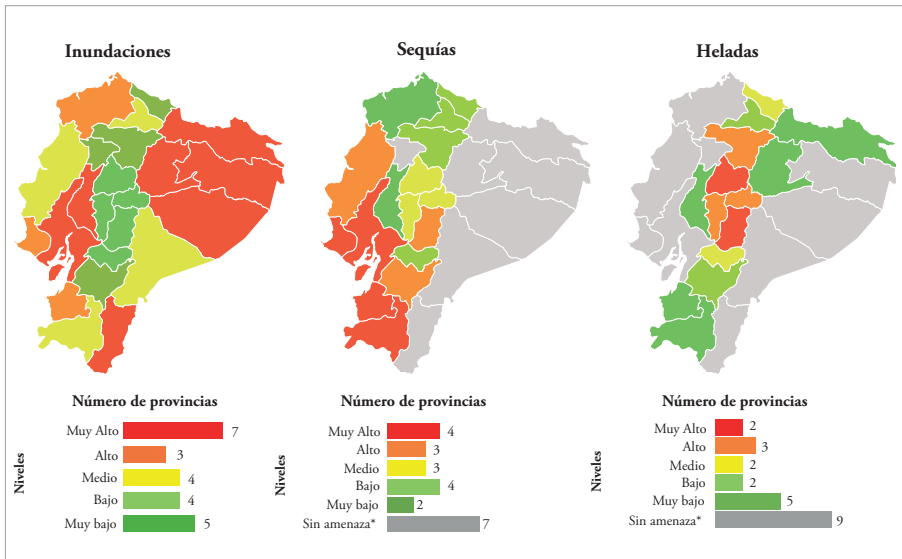 Inundaciones
Sequías
Heladas
Número de provincias
Niveles
Muy Alto 7
Alto 3
Medio 4
Bajo 4
Muy bajo 5
Número de provincias
Niveles
Muy Alto 4
Alto 3
Medio 3
Bajo 4
Muy bajo 2
Sin amenaza* 7
Número de provincias
Niveles
Muy Alto 2
Alto 3
Medio 2
Bajo 2
Muy bajo 5
Sin amenaza* 9